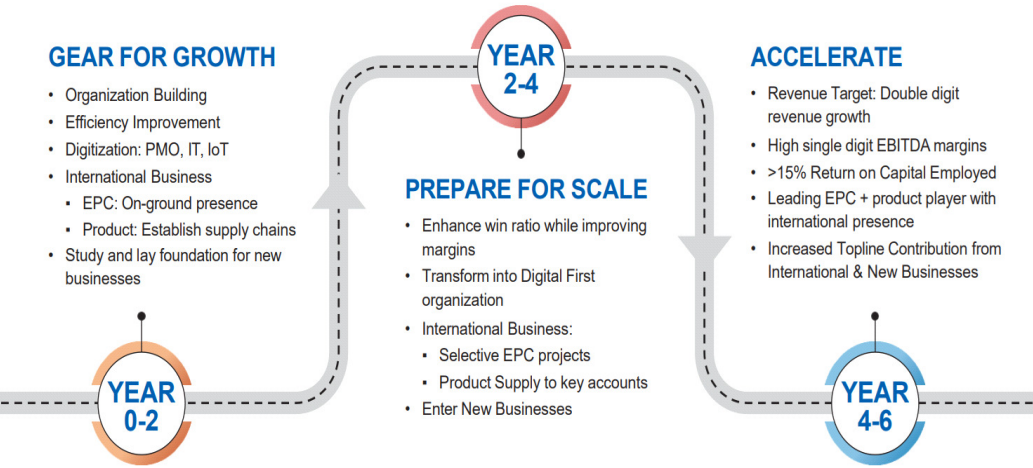 GEAR FOR GROWTH
• Organization Building
• Efficiency Improvement
• Digitization: PMO, IT, IoT
• International Business
▪ EPC: On-ground presence
▪ Product: Establish supply chains
• Study and lay foundation for new
businesses
YEAR
0-2
YEAR
2-4
PREPARE FOR SCALE
• Enhance win ratio while improving
margins
• Transform into Digital First
organization
• International Business:
▪ Selective EPC projects
▪ Product Supply to key accounts
• Enter New Businesses
ACCELERATE
• Revenue Target: Double digit
revenue growth
• High single digit EBITDA margins
• >15% Return on Capital Employed
• Leading EPC + product player with
international presence
• Increased Topline Contribution from
International & New Businesses
YEAR
4-6